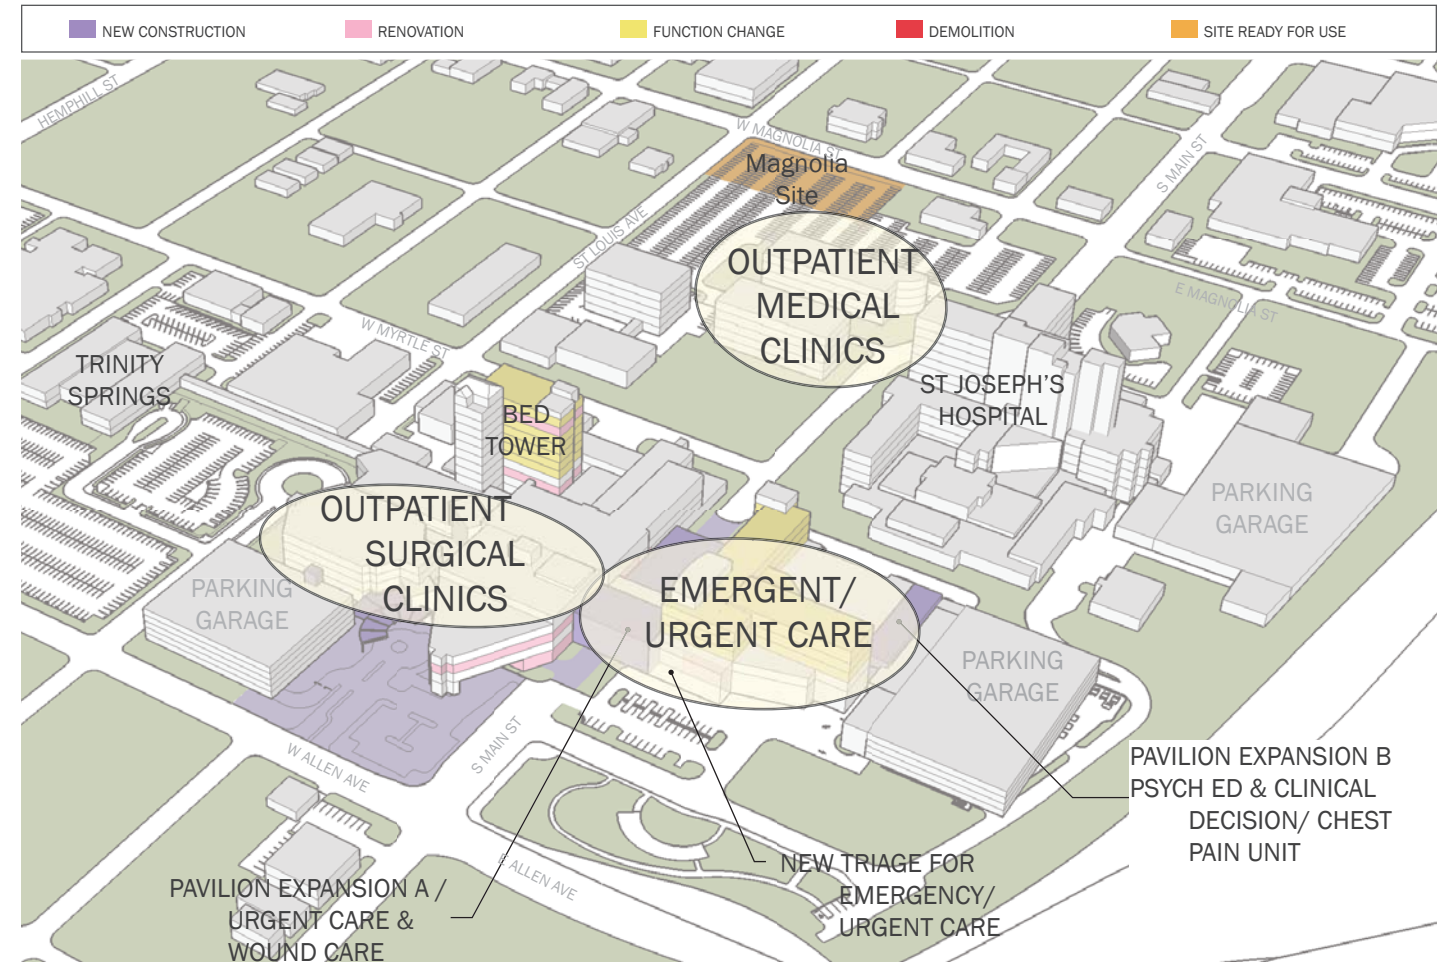 NEW CONSTRUCTION
RENOVATION
FUNCTION CHANGE
DEMOLITION
SITE READY FOR USE
HEMPHILL ST
W MAGNOLIA ST
S MAIN ST
Magnolia
Site
ST LOUIS AVE
OUTPATIENT
MEDICAL
CLINICS
E MAGNOLIA ST
W MYRTLE ST
TRINITY
SPRINGS
BED
TOWER
ST JOSEPH'S
HOSPITAL
PARKING
GARAGE
OUTPATIENT
SURGICAL
CLINICS
EMERGENT/
URGENT CARE
PARKING
GARAGE
PARKING
GARAGE
W ALLEN AVE
S MAIN ST
E ALLEN AVE
PAVILION EXPANSION B
PSYCH ED & CLINICAL
DECISION/ CHEST
PAIN UNIT
NEW TRIAGE FOR
EMERGENCY/
URGENT CARE
PAVILION EXPANSION A /
URGENT CARE &
WOUND CARE